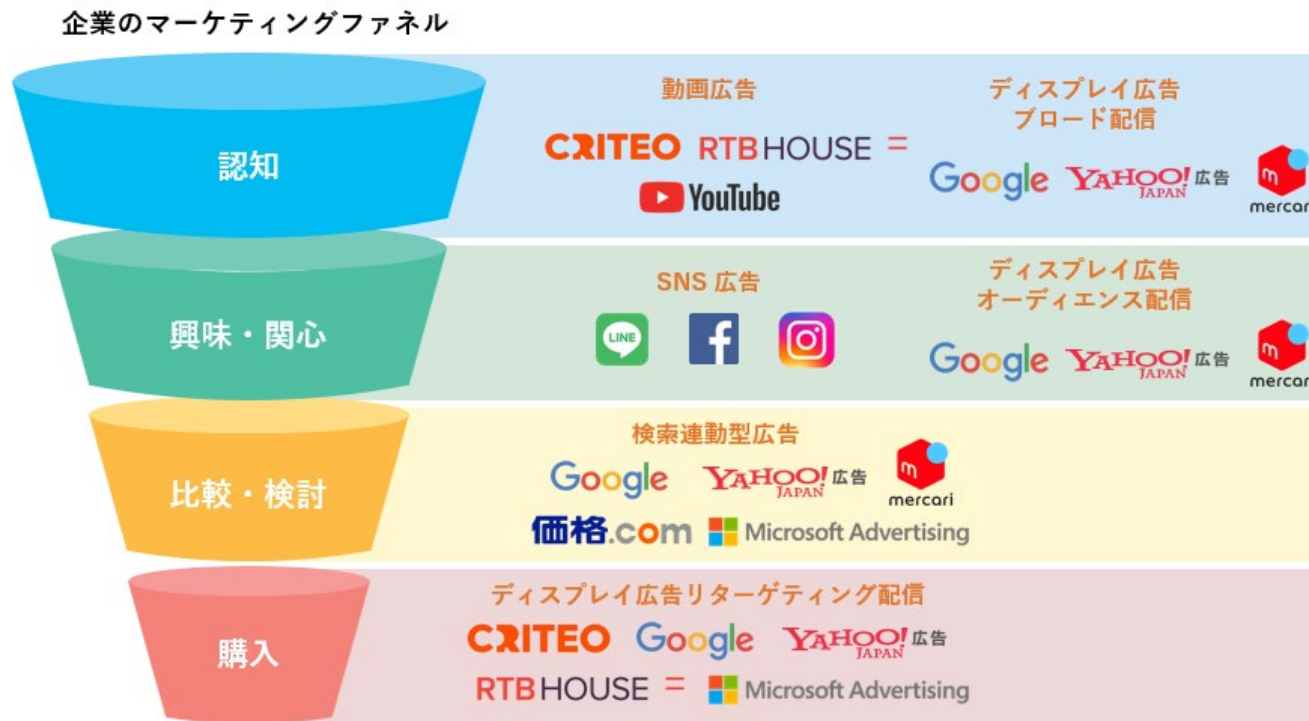 企業のマーケティングファネル
認知
動画広告
CRITEO RTB HOUSE =
YouTube
ディスプレイ広告
ブロード配信
Google YAHOO! JAPAN 広告 mercar
興味・関心
SNS 広告
LINE f
ディスプレイ広告
オーディエンス配信
Google YAHOO! JAPAN 広告 mercar
比較・検討
検索連動型広告
Google YAHOO! JAPAN 広告 mercari
価格.com Microsoft Advertising
購入
ディスプレイ広告リターゲティング配信
CRITEO Google YAHOO! JAPAN 広告
RTB HOUSE = Microsoft Advertising